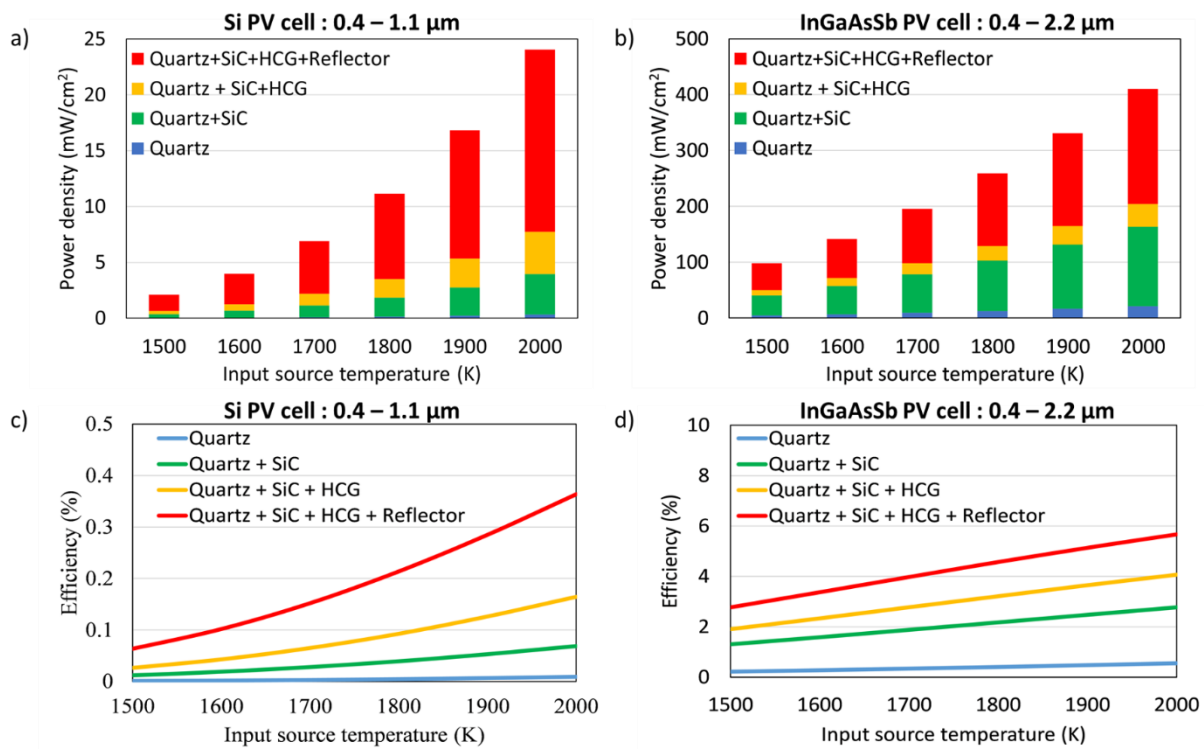 a)
Si PV cell : 0.4 – 1.1 µm
Power density (mW/cm²)
25
20
15
10
5
0
Quartz+SiC+HCG+Reflector
Quartz + SiC+HCG
Quartz+SiC
Quartz
1500 1600 1700 1800 1900 2000
Input source temperature (K)
b)
InGaAsSb PV cell : 0.4 – 2.2 µm
Power density (mW/cm²)
500
400
300
200
100
0
Quartz+SiC+HCG+Reflector
Quartz + SiC+HCG
Quartz+SiC
Quartz
1500 1600 1700 1800 1900 2000
Input source temperature (K)
c)
Si PV cell : 0.4 – 1.1 µm
Efficiency (%)
0.5
0.4
0.3
0.2
0.1
0
Quartz
Quartz + SiC
Quartz + SiC + HCG
Quartz + SiC + HCG + Reflector
1500 1600 1700 1800 1900 2000
Input source temperature (K)
d)
InGaAsSb PV cell : 0.4 – 2.2 µm
Efficiency (%)
10
8
6
4
2
0
Quartz
Quartz + SiC
Quartz + SiC + HCG
Quartz + SiC + HCG + Reflector
1500 1600 1700 1800 1900 2000
Input source temperature (K)